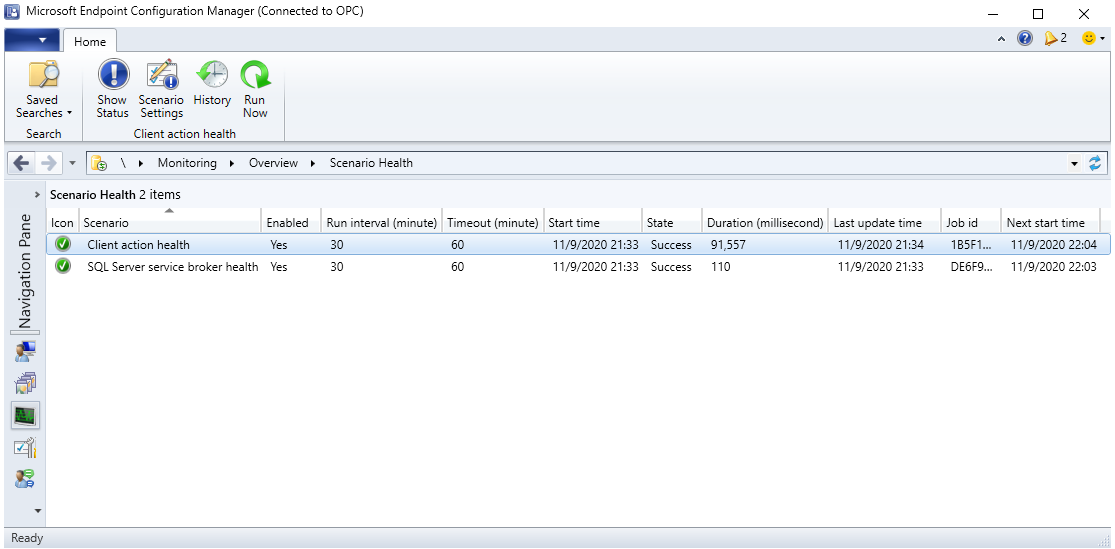 Microsoft Endpoint Configuration Manager (Connected to OPC)
Home
2
Saved Searches
Show Status
Scenario Settings
History
Run Now
Search
Client action health
\ Monitoring Overview Scenario Health
Navigation Pane
Scenario Health 2 items
Icon Scenario Enabled Run interval (minute) Timeout (minute) Start time State Duration (millisecond) Last update time Job id Next start time
Client action health Yes 30 60 11/9/2020 21:33 Success 91,557 11/9/2020 21:34 1B5F1... 11/9/2020 22:04
SQL Server service broker health Yes 30 60 11/9/2020 21:33 Success 110 11/9/2020 21:33 DE6F9... 11/9/2020 22:03
Ready